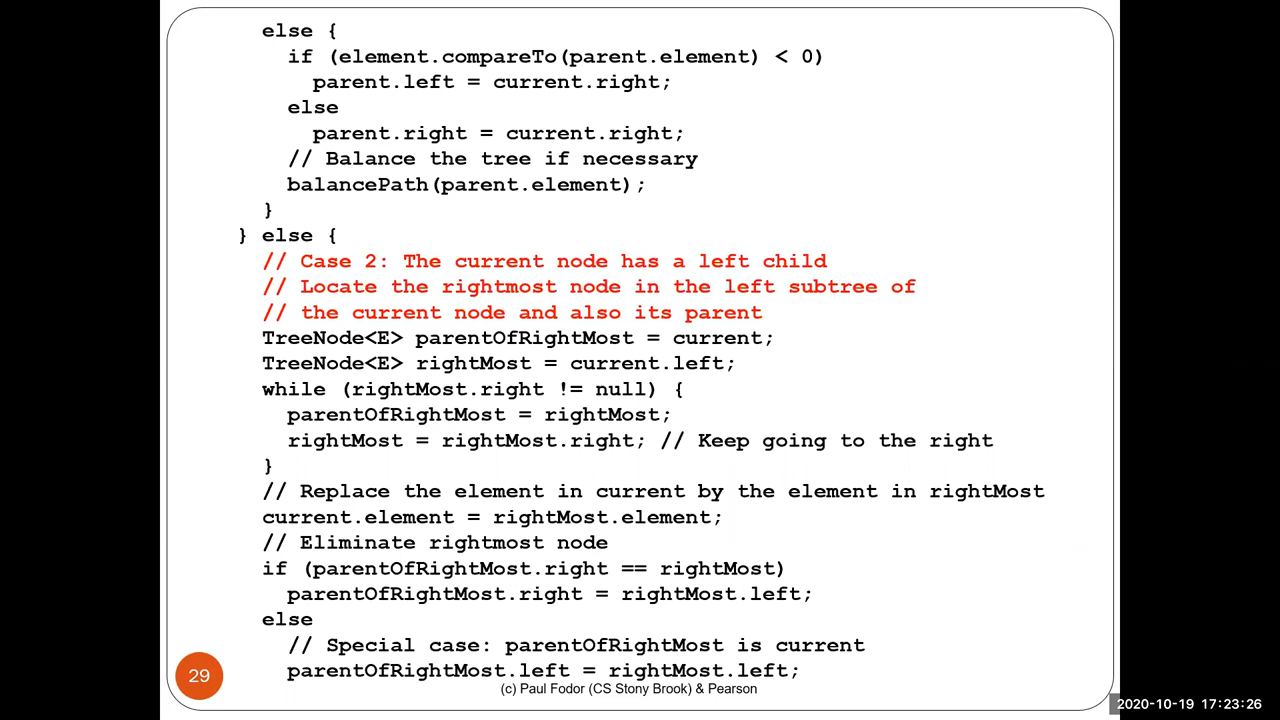 else {
if (element.compareTo(parent.element) < 0)
parent.left = current.right;
else
parent.right = current.right;
// Balance the tree if necessary
balancePath(parent.element);
}
} else {
// Case 2: The current node has a left child
// Locate the rightmost node in the left subtree of
// the current node and also its parent
TreeNode<E> parentOfRightMost = current;
TreeNode<E> rightMost = current.left;
while (rightMost.right != null) {
parentOfRightMost = rightMost;
rightMost = rightMost.right; // Keep going to the right
}
// Replace the element in current by the element in rightMost
current.element = rightMost.element;
// Eliminate rightmost node
if (parentOfRightMost.right == rightMost)
parentOfRightMost.right = rightMost.left;
else
// Special case: parentOfRightMost is current
parentOfRightMost.left = rightMost.left;
29
(c) Paul Fodor (CS Stony Brook) & Pearson
2020-10-19 17:23:26